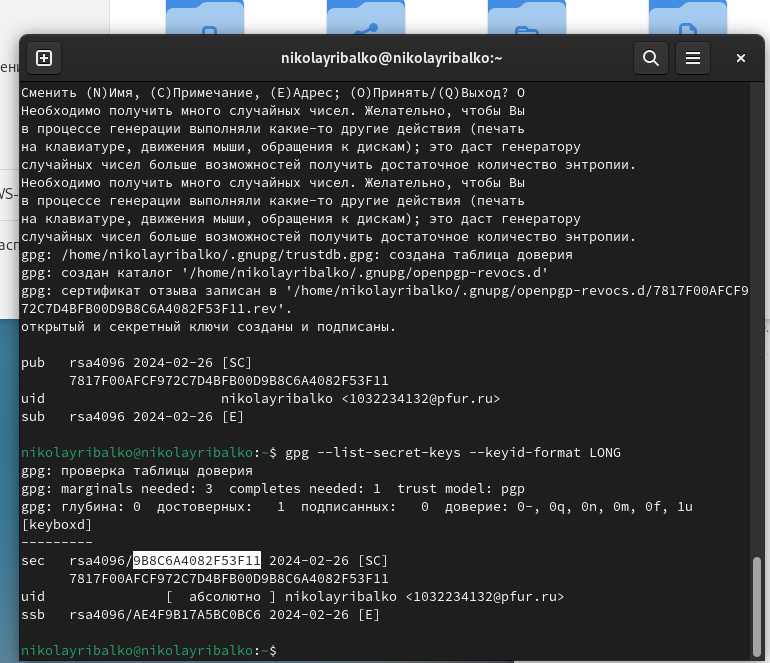 nikolayribalko@nikolayribalko:~
Сменить (N)Имя, (C)Примечание, (E)Адрес; (O)Принять/(Q)Выход? O
Необходимо получить много случайных чисел. Желательно, чтобы Вы
в процессе генерации выполняли какие-то другие действия (печать
на клавиатуре, движения мыши, обращения к дискам); это даст генератору
случайных чисел больше возможностей получить достаточное количество энтропии.
Необходимо получить много случайных чисел. Желательно, чтобы Вы
в процессе генерации выполняли какие-то другие действия (печать
на клавиатуре, движения мыши, обращения к дискам); это даст генератору
случайных чисел больше возможностей получить достаточное количество энтропии.
gpg: /home/nikolayribalko/.gnupg/trustdb.gpg: создана таблица доверия
gpg: создан каталог '/home/nikolayribalko/.gnupg/openpgp-revocs.d'
gpg: сертификат отзыва записан в '/home/nikolayribalko/.gnupg/openpgp-revocs.d/7817F00AFCF9
72C7D4BFB00D9B8C6A4082F53F11.rev'.
открытый и секретный ключи созданы и подписаны.
pub   rsa4096 2024-02-26 [SC]
      7817F00AFCF972C7D4BFB00D9B8C6A4082F53F11
uid                      nikolayribalko <1032234132@pfur.ru>
sub   rsa4096 2024-02-26 [E]
nikolayribalko@nikolayribalko:~$ gpg --list-secret-keys --keyid-format LONG
gpg: проверка таблицы доверия
gpg: marginals needed: 3  completes needed: 1  trust model: pgp
gpg: глубина: 0  достоверных:   1  подписанных:   0  доверие: 0-, 0q, 0n, 0m, 0f, 1u
[keyboxd]
---------
sec   rsa4096/9B8C6A4082F53F11 2024-02-26 [SC]
      7817F00AFCF972C7D4BFB00D9B8C6A4082F53F11
uid               [  абсолютно ] nikolayribalko <1032234132@pfur.ru>
ssb   rsa4096/AE4F9B17A5BC0BC6 2024-02-26 [E]
nikolayribalko@nikolayribalko:~$